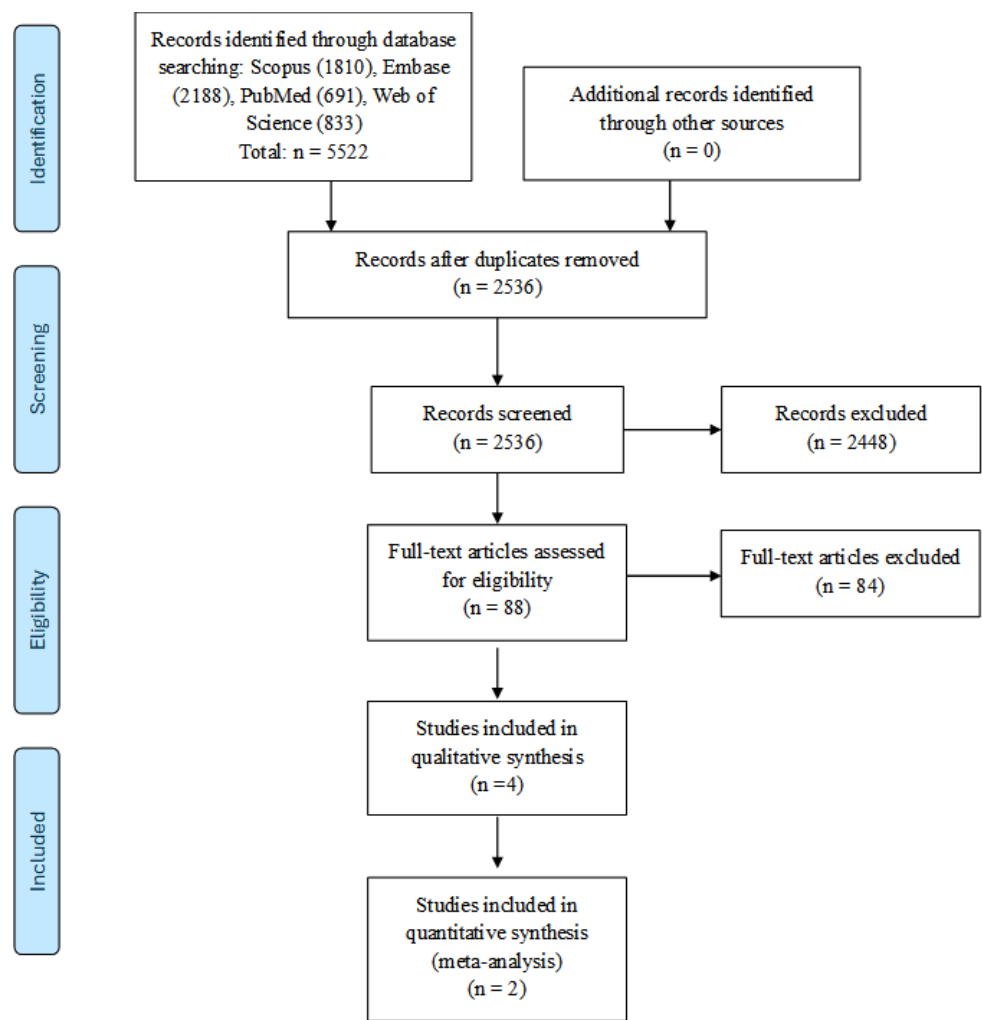 Identification
Records identified through database
searching: Scopus (1810), Embase
(2188), PubMed (691), Web of
Science (833)
Total: n = 5522
Additional records identified
through other sources
(n = 0)
Records after duplicates removed
(n = 2536)
Screening
Records screened
(n = 2536)
Records excluded
(n = 2448)
Eligibility
Full-text articles assessed
for eligibility
(n = 88)
Full-text articles excluded
(n = 84)
Studies included in
qualitative synthesis
(n =4)
Included
Studies included in
quantitative synthesis
(meta-analysis)
(n = 2)